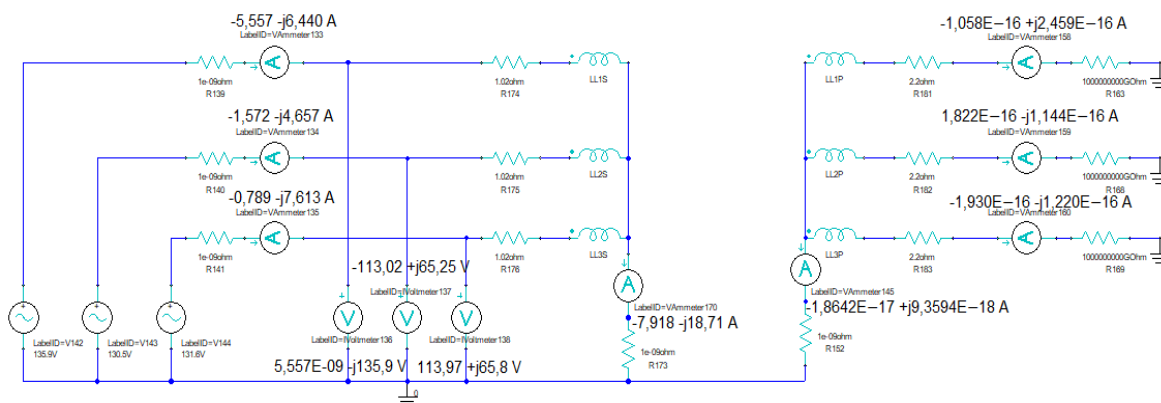 -5,557 -j6,440 A
LabelID=VAmmeter133
1e-09ohm
R139
1.02ohm
R174
LL1S
-1,572 -j4,657 A
LabelID=VAmmeter134
1e-09ohm
R140
1.02ohm
R175
LL2S
-0,789 -j7,613 A
LabelID=VAmmeter135
1e-09ohm
R141
1.02ohm
R176
LL3S
-113,02 +j65,25 V
LabelID=IVoltmeter137
LabelID=V142
135.9V
LabelID=V143
130.5V
LabelID=V144
131.6V
LabelID=IVoltmeter136
LabelID=IVoltmeter138
5,557E-09 -j135,9 V
113,97 +j65,8 V
0
LabelID=VAmmeter170
-7,918 -j18,71 A
1e-09ohm
R173
-1,058E−16 +j2,459E−16 A
LabelID=VAmmeter158
LL1P
2.2ohm
R181
1000000000GOhm
R163
1,822E−16 -j1,144E−16 A
LabelID=VAmmeter159
LL2P
2.2ohm
R182
1000000000GOhm
R168
-1,930E−16 -j1,220E−16 A
LabelID=VAmmeter160
LL3P
2.2ohm
R183
1000000000GOhm
R169
LabelID=VAmmeter145
-1,8642E−17 +j9,3594E−18 A
1e-09ohm
R152